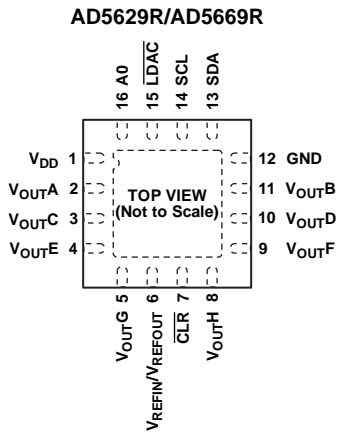 AD5629R/AD5669R
16 A0
15 LDAC
14 SCL
13 SDA
VDD 1
VOUTA 2
VOUTC 3
VOUTE 4
TOP VIEW
(Not to Scale)
12 GND
11 VOUTB
10 VOUTD
9 VOUTF
VOUTG 5
VREFIN/VREFOUT 6
CLR 7
VOUTH 8